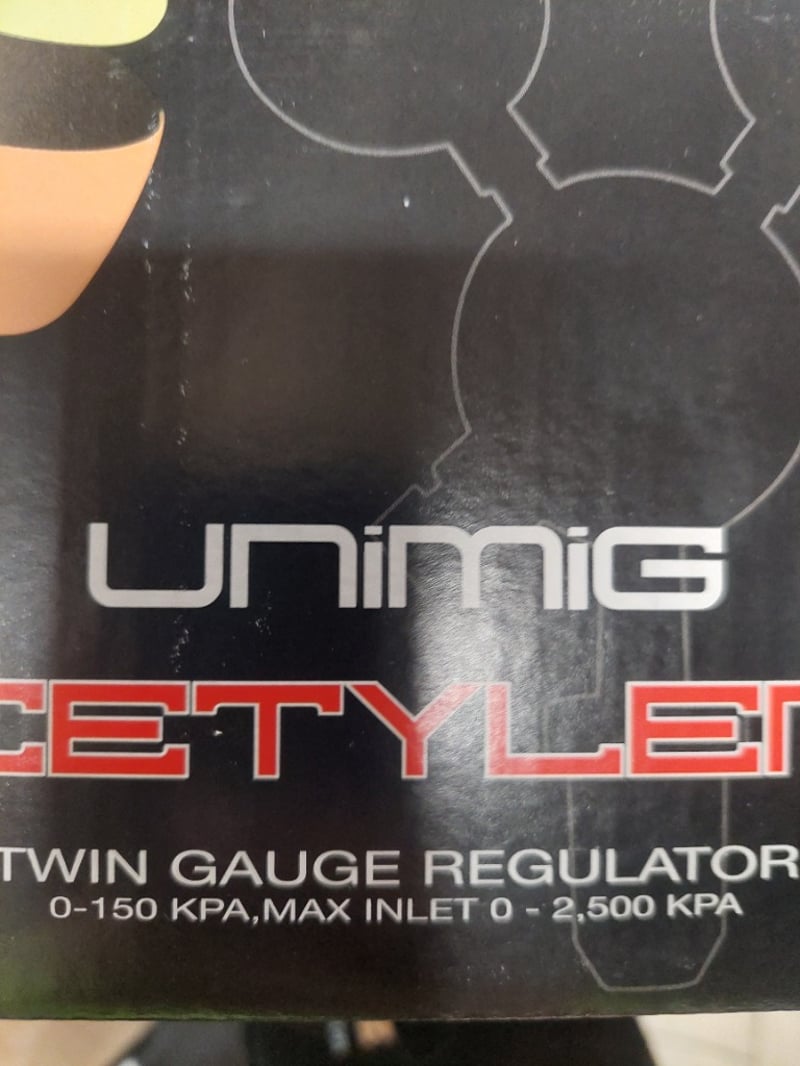 UNiMiG
CETYLEN
TWIN GAUGE REGULATOR
0-150 KPA,MAX INLET 0 - 2,500 KPA